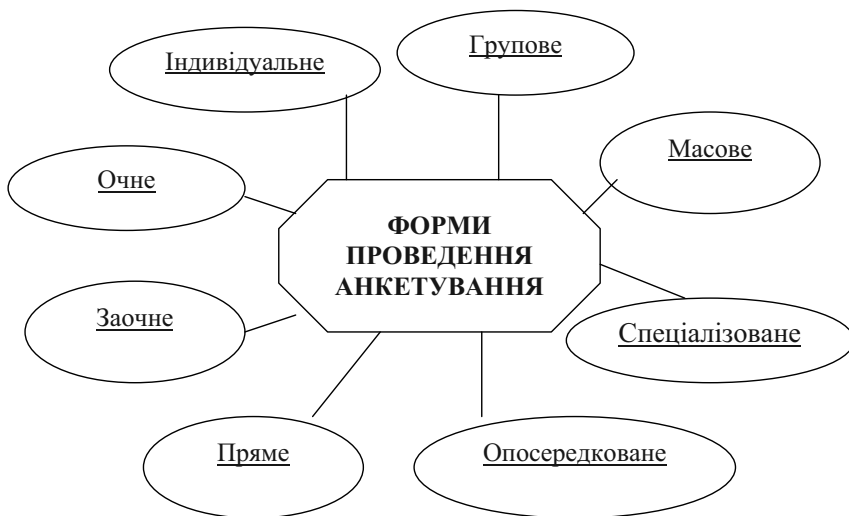 Індивідуальне
Групове
Масове
Очне
ФОРМИ
ПРОВЕДЕННЯ
АНКЕТУВАННЯ
Заочне
Спеціалізоване
Пряме
Опосередковане